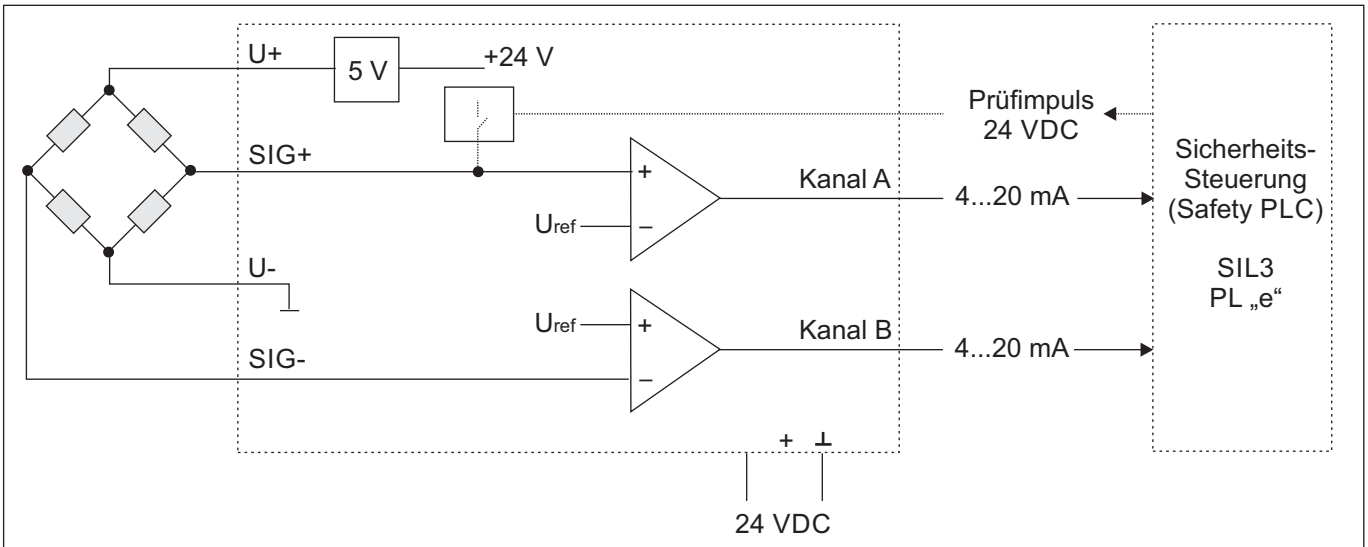 U+
5 V
+24 V
Prüfimpuls
24 VDC
SIG+
+
Uref
−
Kanal A
4...20 mA
Sicherheits-
Steuerung
(Safety PLC)
SIL3
PL „e“
U-
Uref
+
−
Kanal B
4...20 mA
SIG-
+ ⊥
24 VDC